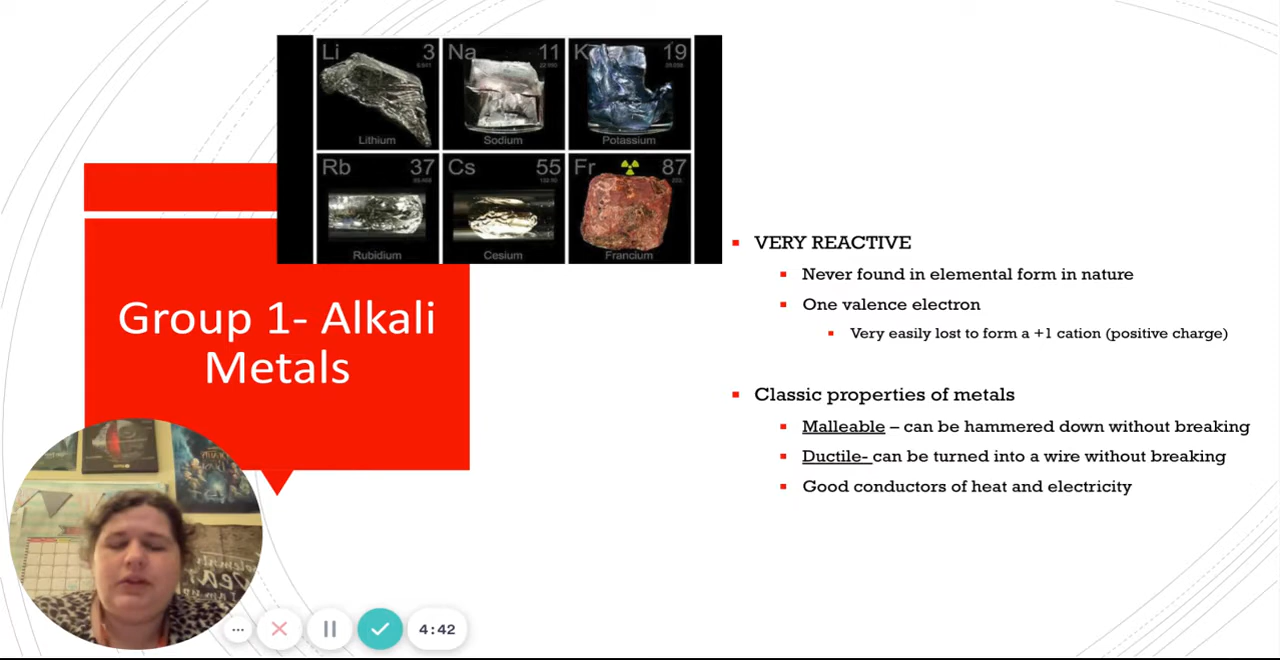 Li 3 Na 11 K 19
Lithium Sodium Potassium
Rb 37 Cs 55 Fr 87
Rubidium Cesium Francium
Group 1- Alkali
Metals
VERY REACTIVE
Never found in elemental form in nature
One valence electron
Very easily lost to form a +1 cation (positive charge)
Classic properties of metals
Malleable – can be hammered down without breaking
Ductile- can be turned into a wire without breaking
Good conductors of heat and electricity
4:42